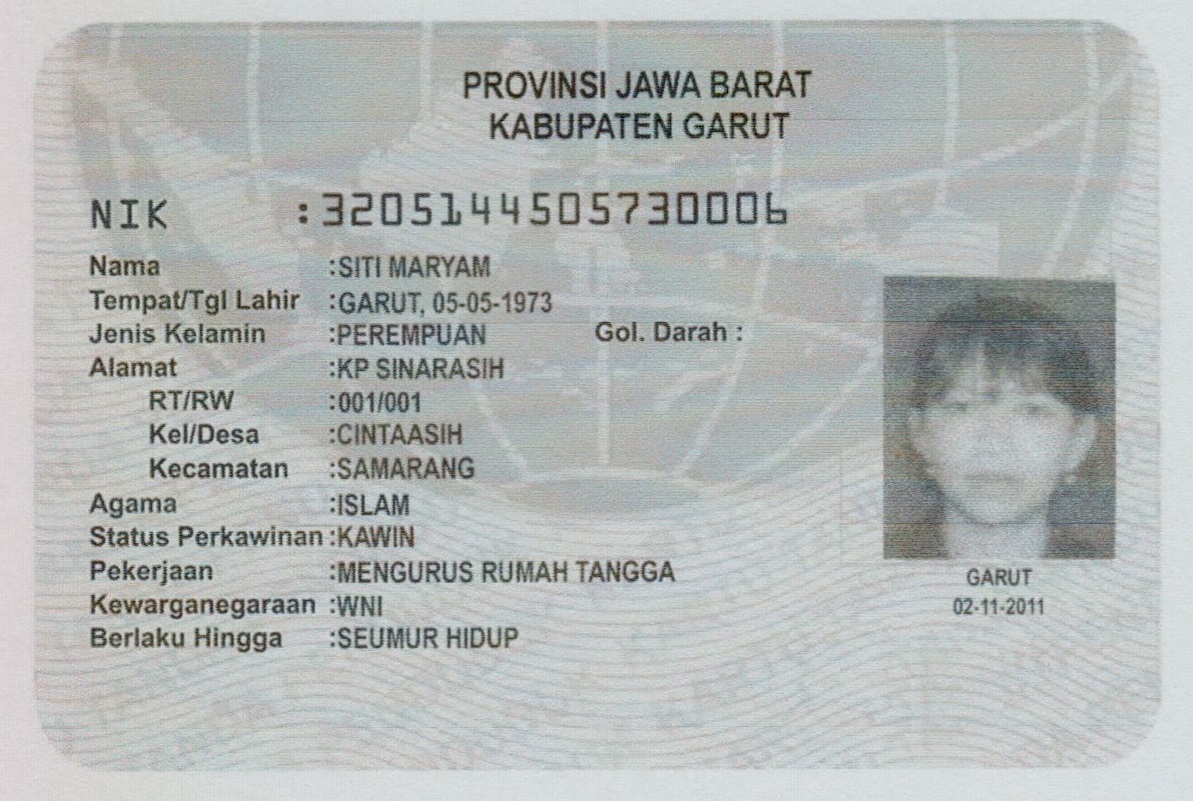 PROVINSI JAWA BARAT
KABUPATEN GARUT
NIK :3205144505730006
Nama :SITI MARYAM
Tempat/Tgl Lahir :GARUT, 05-05-1973
Jenis Kelamin :PEREMPUAN Gol. Darah :
Alamat :KP SINARASIH
RT/RW :001/001
Kel/Desa :CINTAASIH
Kecamatan :SAMARANG
Agama :ISLAM
Status Perkawinan :KAWIN
Pekerjaan :MENGURUS RUMAH TANGGA
Kewarganegaraan :WNI
Berlaku Hingga :SEUMUR HIDUP
GARUT
02-11-2011